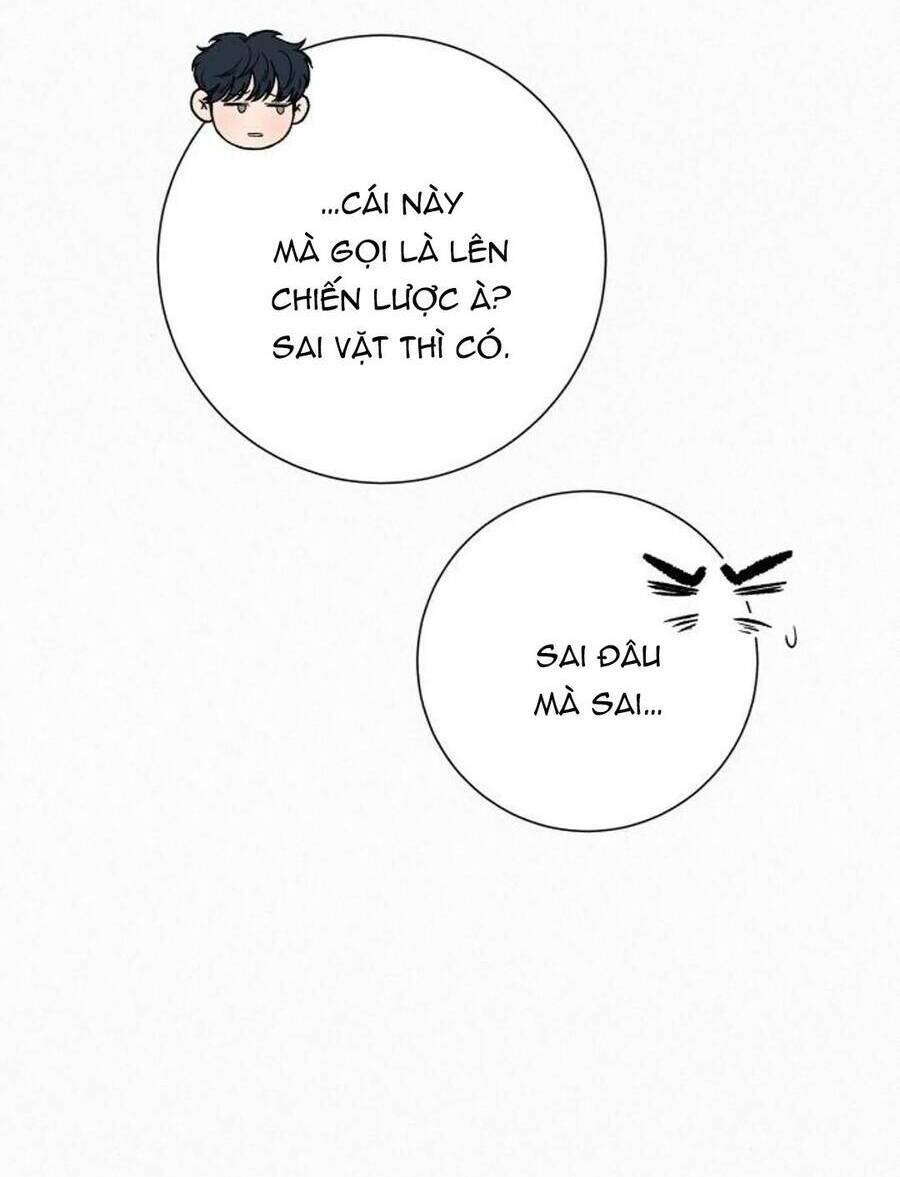 ...CÁI NÀY
MÀ GỌI LÀ LÊN
CHIẾN LƯỢC À?
SAI VẶT THÌ CÓ.
SAI ĐÂU
MÀ SAI...